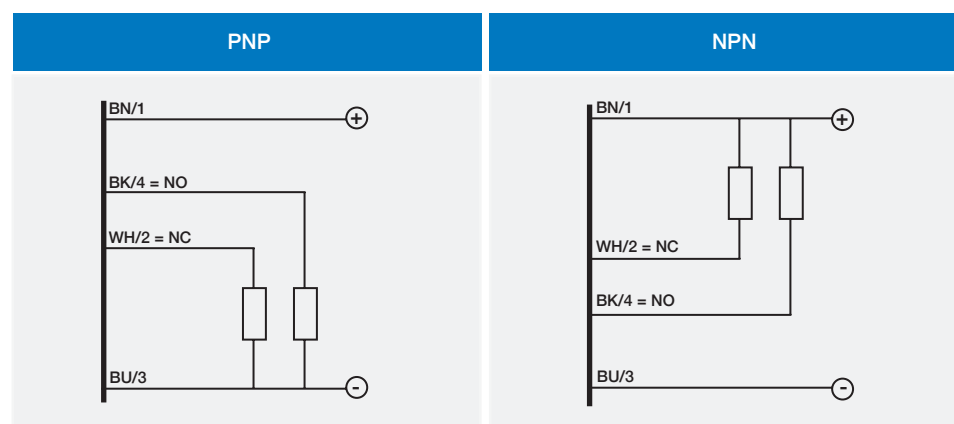 PNP
BN/1
+
BK/4 = NO
WH/2 = NC
BU/3
-
NPN
BN/1
+
WH/2 = NC
BK/4 = NO
BU/3
-